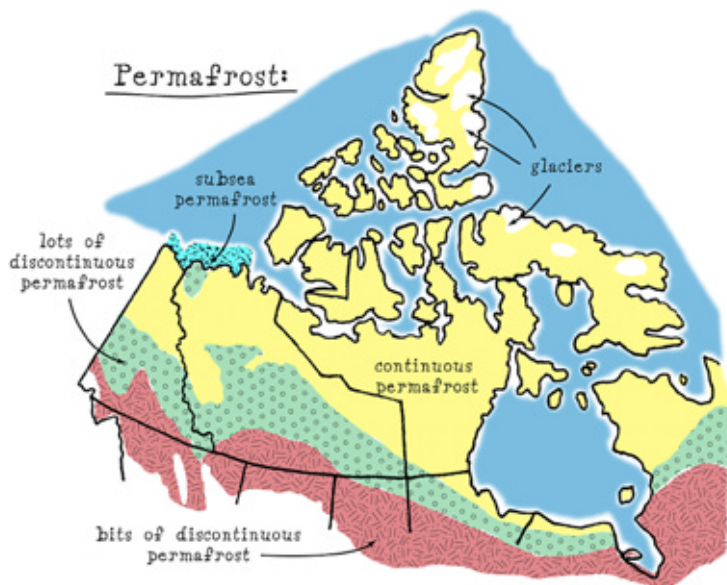 Permafrost:
glaciers
subsea
permafrost
lots of
discontinuous
permafrost
continuous
permafrost
bits of discontinuous
permafrost